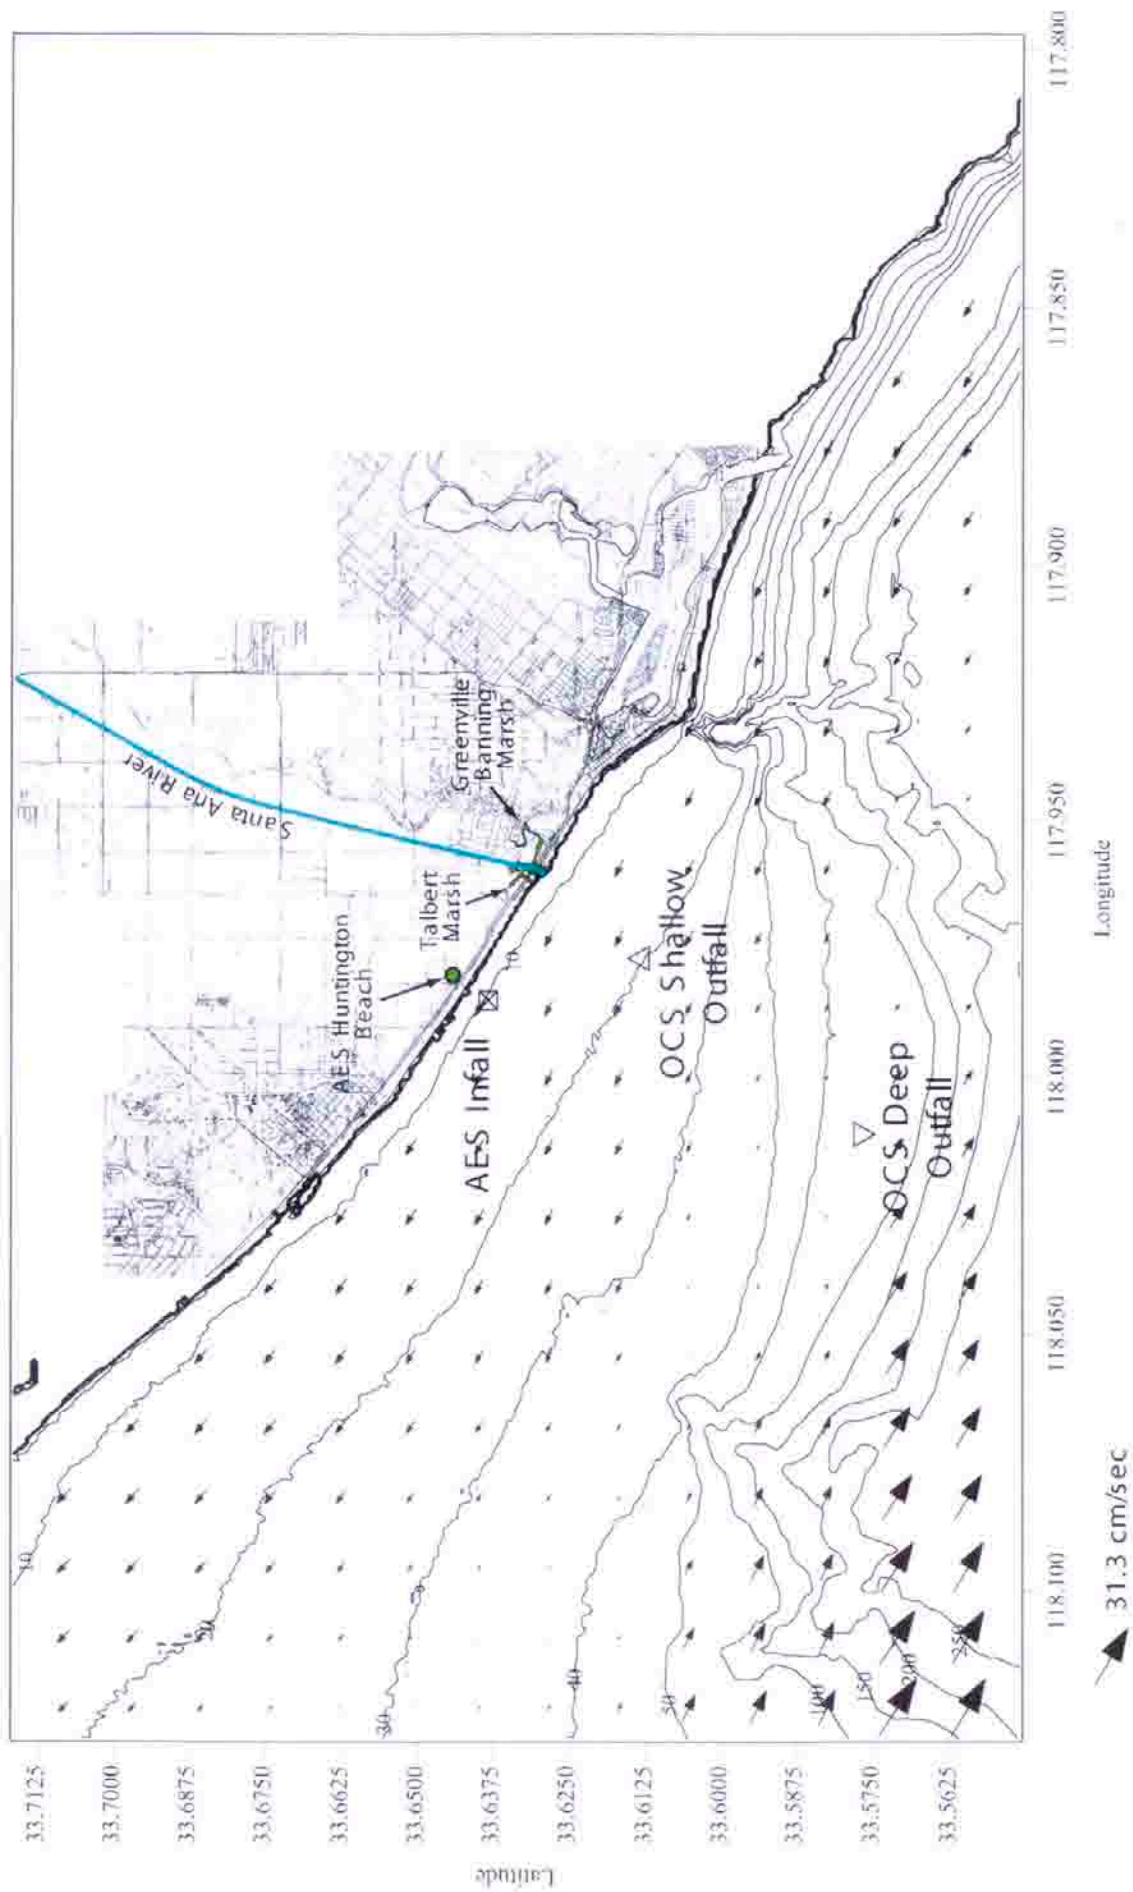 33.7125
33.7000
33.6875
33.6750
33.6625
33.6500
33.6375
33.6250
33.6125
33.6000
33.5875
33.5750
33.5625
Latitude
118.100
118.050
118.000
117.950
117.900
117.850
117.800
Longitude
31.3 cm/sec
Santa Ana River
AES Huntington
Beach
Talbert
Marsh
Greenville
Banning
Marsh
AES Infall
OCS Shallow
Outfall
OCS Deep
Outfall
10
10
30
40
50
100
150
200
250